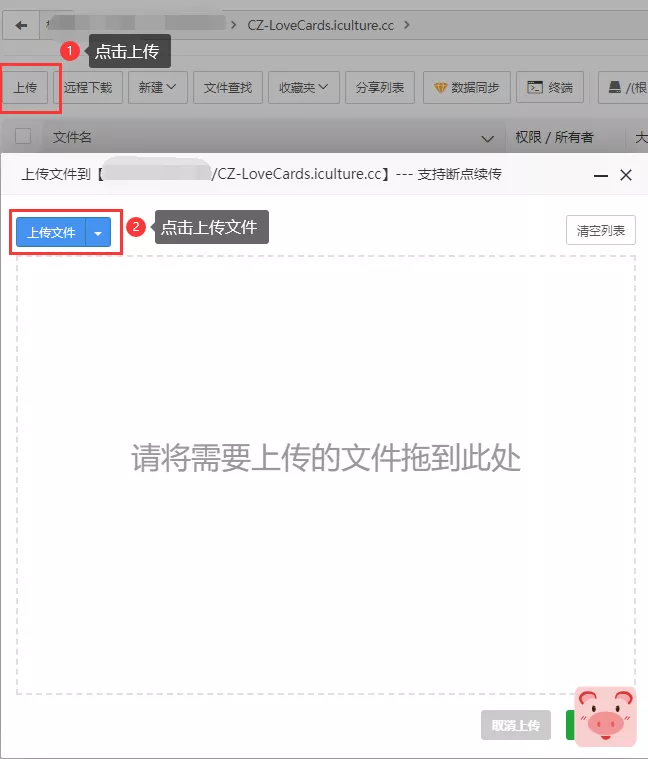 CZ-LoveCards.iculture.cc
1 点击上传
上传 远程下载 新建 文件查找 收藏夹 分享列表 数据同步 终端 /(根
文件名 权限 / 所有者 大
上传文件到【 /CZ-LoveCards.iculture.cc】--- 支持断点续传
上传文件 2 点击上传文件 清空列表
请将需要上传的文件拖到此处
取消上传